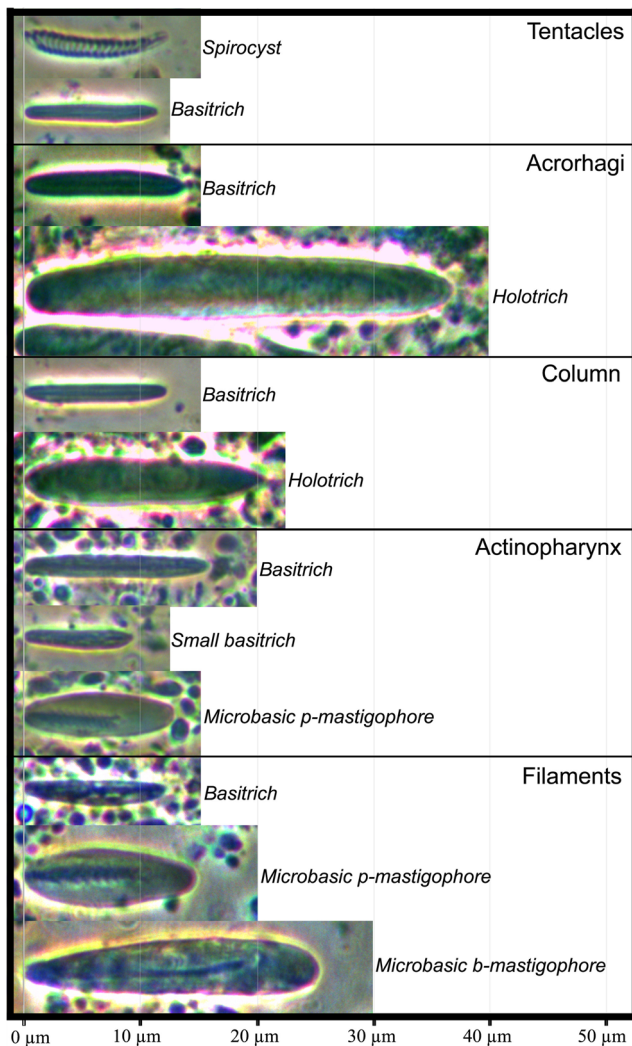 Tentacles
Spirocyst
Basitrich
Acrorhagi
Basitrich
Holotrich
Column
Basitrich
Holotrich
Actinopharynx
Basitrich
Small basitrich
Microbasic p-mastigophore
Filaments
Basitrich
Microbasic p-mastigophore
Microbasic b-mastigophore
0 µm 10 µm 20 µm 30 µm 40 µm 50 µm